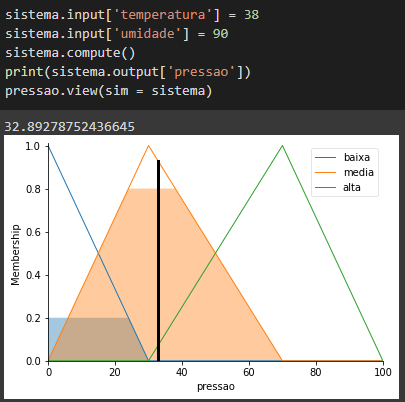 sistema.input['temperatura'] = 38
sistema.input['umidade'] = 90
sistema.compute()
print(sistema.output['pressao'])
pressao.view(sim = sistema)
32.89278752436645
1.0
0.8
0.6
0.4
0.2
0.0
Membership
baixa
media
alta
0
20
40
60
80
100
pressao